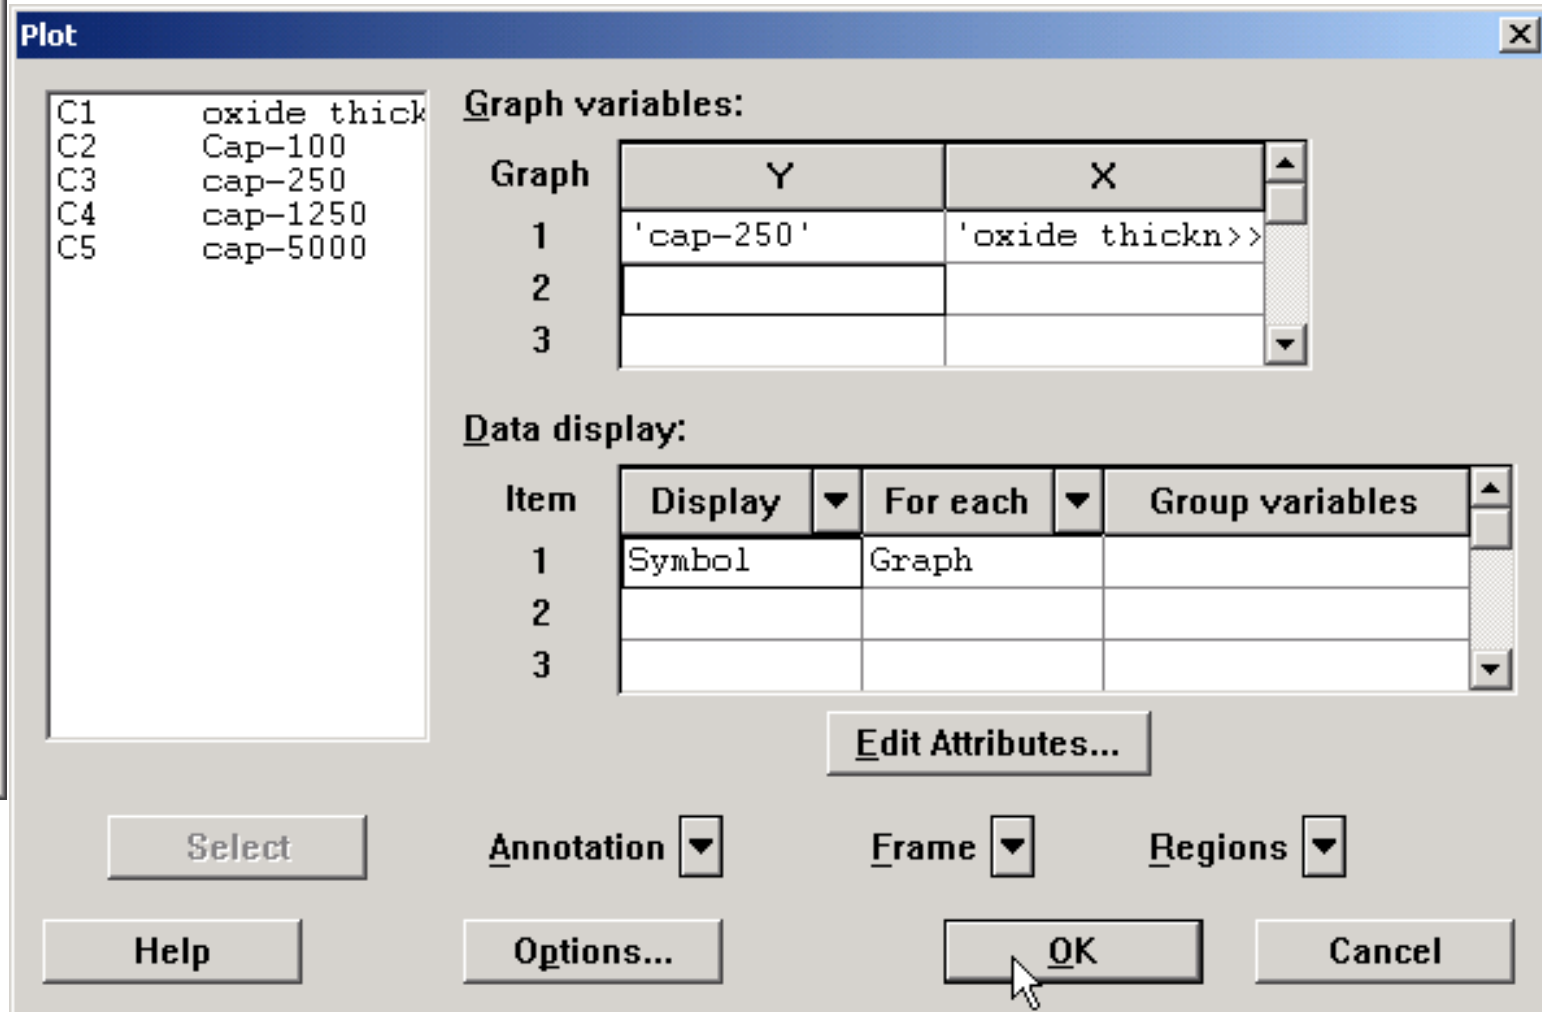 Plot
C1 oxide thick
C2 Cap-100
C3 cap-250
C4 cap-1250
C5 cap-5000
Graph variables:
Graph Y X
1 'cap-250' 'oxide thickn>>
2
3
Data display:
Item Display For each Group variables
1 Symbol Graph
2
3
Edit Attributes...
Select Annotation Frame Regions
Help Options... OK Cancel